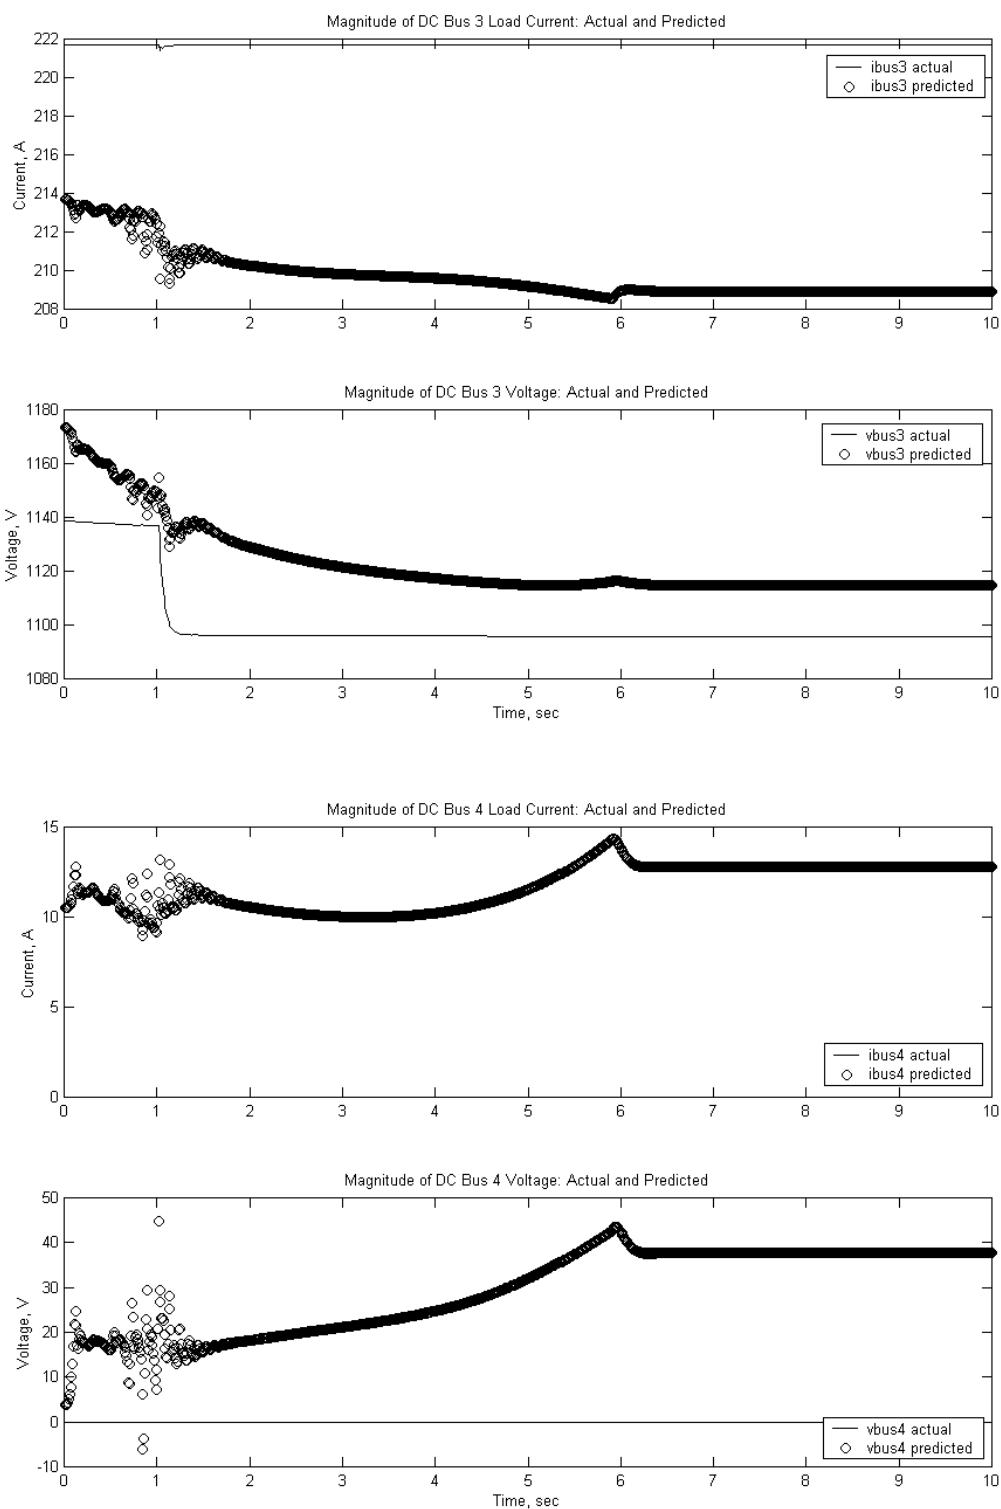 Magnitude of DC Bus 3 Load Current: Actual and Predicted
222
220
218
216
214
212
210
208
Current, A
ibus3 actual
ibus3 predicted
0 1 2 3 4 5 6 7 8 9 10
Magnitude of DC Bus 3 Voltage: Actual and Predicted
1180
1160
1140
1120
1100
1080
Voltage, V
vbus3 actual
vbus3 predicted
0 1 2 3 4 5 6 7 8 9 10
Time, sec
Magnitude of DC Bus 4 Load Current: Actual and Predicted
15
10
5
0
Current, A
ibus4 actual
ibus4 predicted
0 1 2 3 4 5 6 7 8 9 10
Magnitude of DC Bus 4 Voltage: Actual and Predicted
50
40
30
20
10
0
-10
Voltage, V
vbus4 actual
vbus4 predicted
0 1 2 3 4 5 6 7 8 9 10
Time, sec